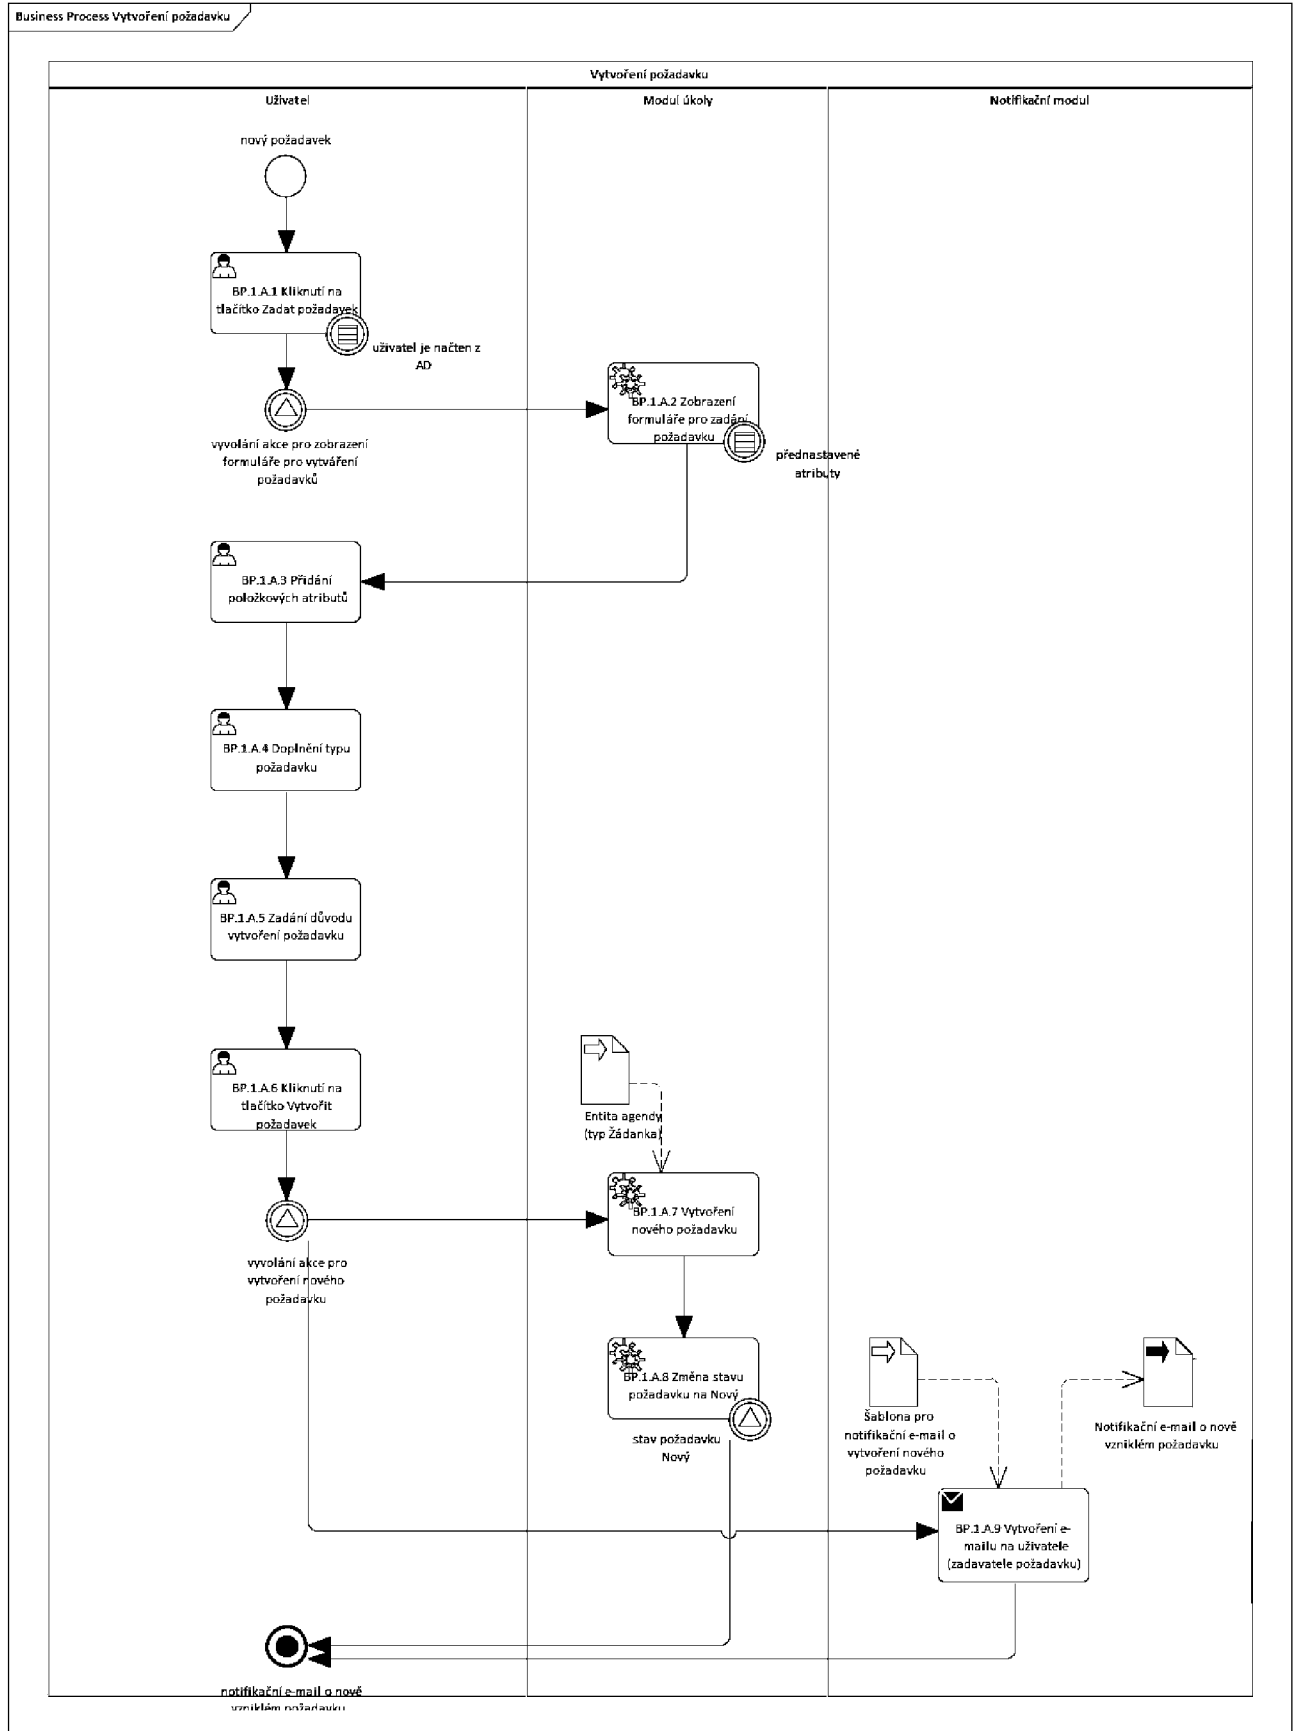 Business Process Vytvoření požadavku
Vytvoření požadavku
Uživatel
Modul úkoly
Notifikační modul
nový požadavek
BP.1.A.1 Kliknutí na
tlačítko Zadat požadavek
uživatel je načten z
AD
vyvolání akce pro zobrazení
formuláře pro vytváření
požadavků
BP.1.A.2 Zobrazení
formuláře pro zadání
požadavku
přednastavené
atributy
BP.1.A.3 Přidání
položkových atributů
BP.1.A.4 Doplnění typu
požadavku
BP.1.A.5 Zadání důvodu
vytvoření požadavku
BP.1.A.6 Kliknutí na
tlačítko Vytvořit
požadavek
Entita agendy
(typ Žádanka)
vyvolání akce pro
vytvoření nového
požadavku
BP.1.A.7 Vytvoření
nového požadavku
BP.1.A.8 Změna stavu
požadavku na Nový
stav požadavku
Nový
Šablona pro
notifikační e-mail o
vytvoření nového
požadavku
Notifikační e-mail o nově
vzniklém požadavku
BP.1.A.9 Vytvoření e-
mailu na uživatele
(zadavatele požadavku)
notifikační e-mail o nově
vzniklém požadavku